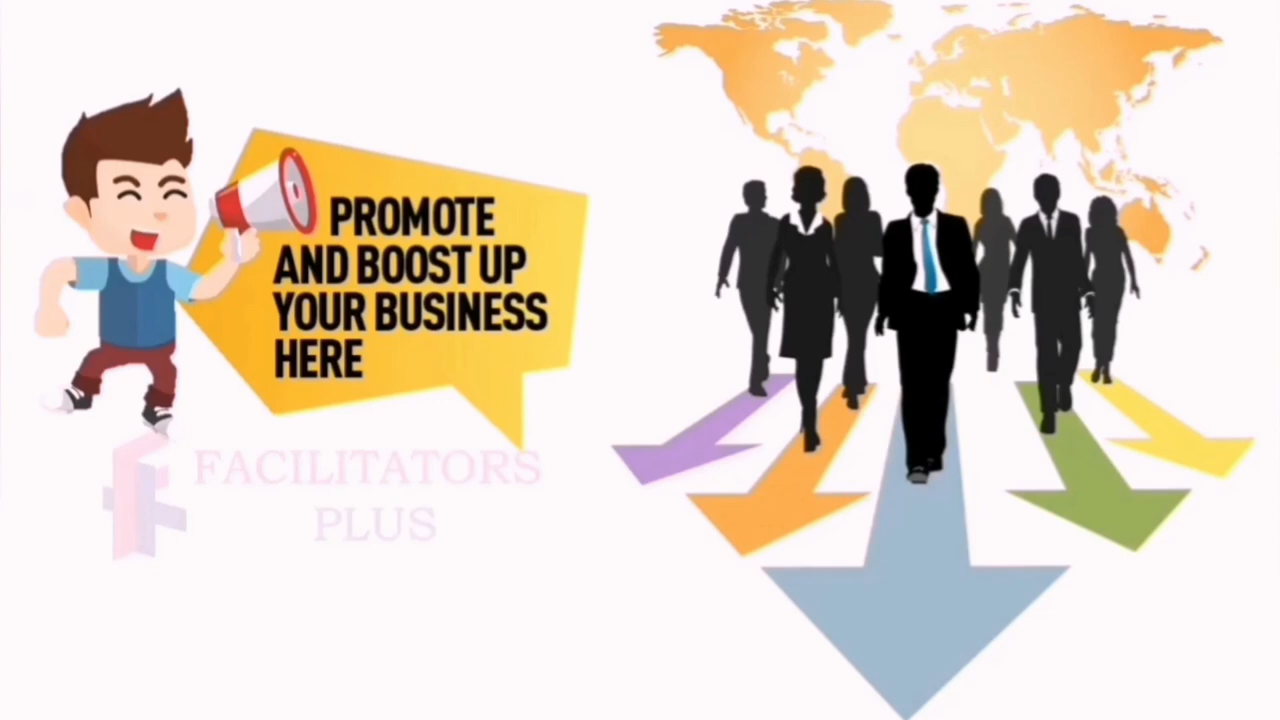 PROMOTE
AND BOOST UP
YOUR BUSINESS
HERE
FACILITATORS
PLUS